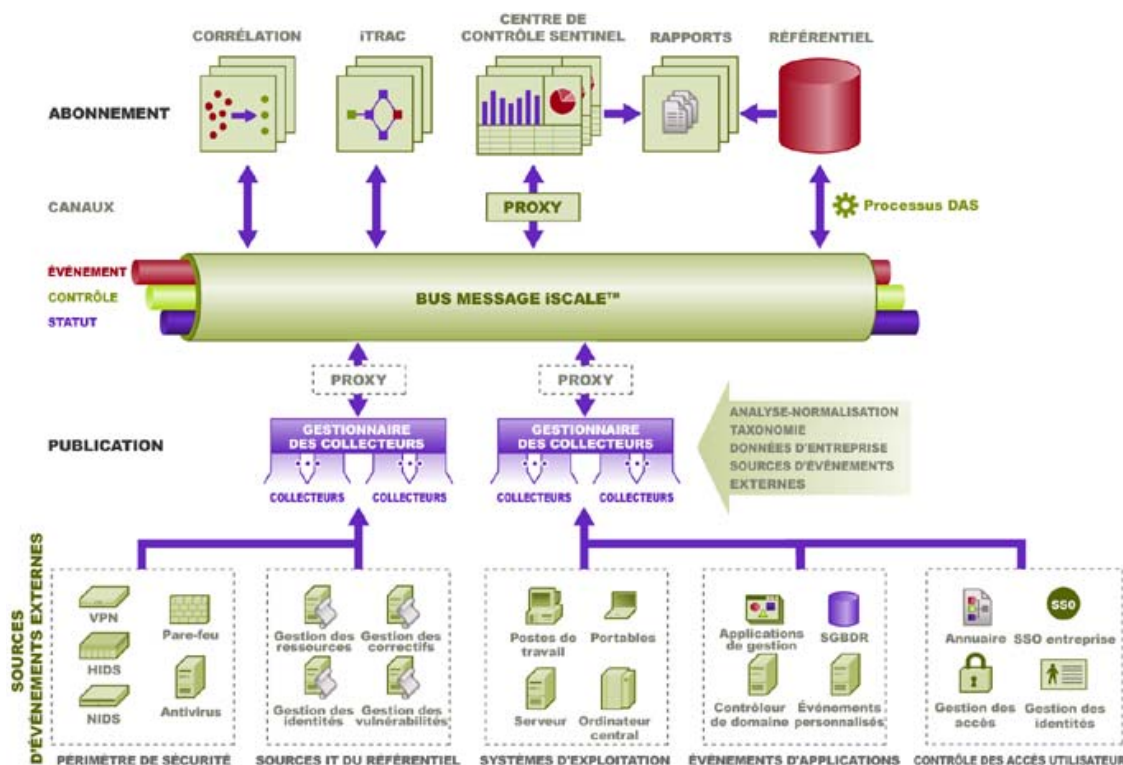 CORRÉLATION
iTRAC
CENTRE DE
CONTRÔLE SENTINEL
RAPPORTS
RÉFÉRENTIEL
ABONNEMENT
CANAUX
PROXY
Processus DAS
ÉVÉNEMENT
CONTRÔLE
STATUT
BUS MESSAGE iSCALE™
PROXY
PROXY
PUBLICATION
GESTIONNAIRE
DES COLLECTEURS
COLLECTEURS
COLLECTEURS
GESTIONNAIRE
DES COLLECTEURS
COLLECTEURS
COLLECTEURS
ANALYSE-NORMALISATION
TAXONOMIE
DONNÉES D'ENTREPRISE
SOURCES D'ÉVÉNEMENTS
EXTERNES
SOURCES
D'ÉVÉNEMENTS EXTERNES
VPN
Pare-feu
HIDS
NIDS
Antivirus
PÉRIMÈTRE DE SÉCURITÉ
Gestion des
ressources
Gestion des
correctifs
Gestion des
identités
Gestion des
vulnérabilités
SOURCES IT DU RÉFÉRENTIEL
Postes de
travail
Portables
Serveur
Ordinateur
central
SYSTÈMES D'EXPLOITATION
Applications
de gestion
SGBDR
Contrôleur
de domaine
Événements
personnalisés
ÉVÉNEMENTS D'APPLICATIONS
Annuaire
SSO
SSO entreprise
Gestion des
accès
Gestion des
identités
CONTRÔLE DES ACCÈS UTILISATEUR